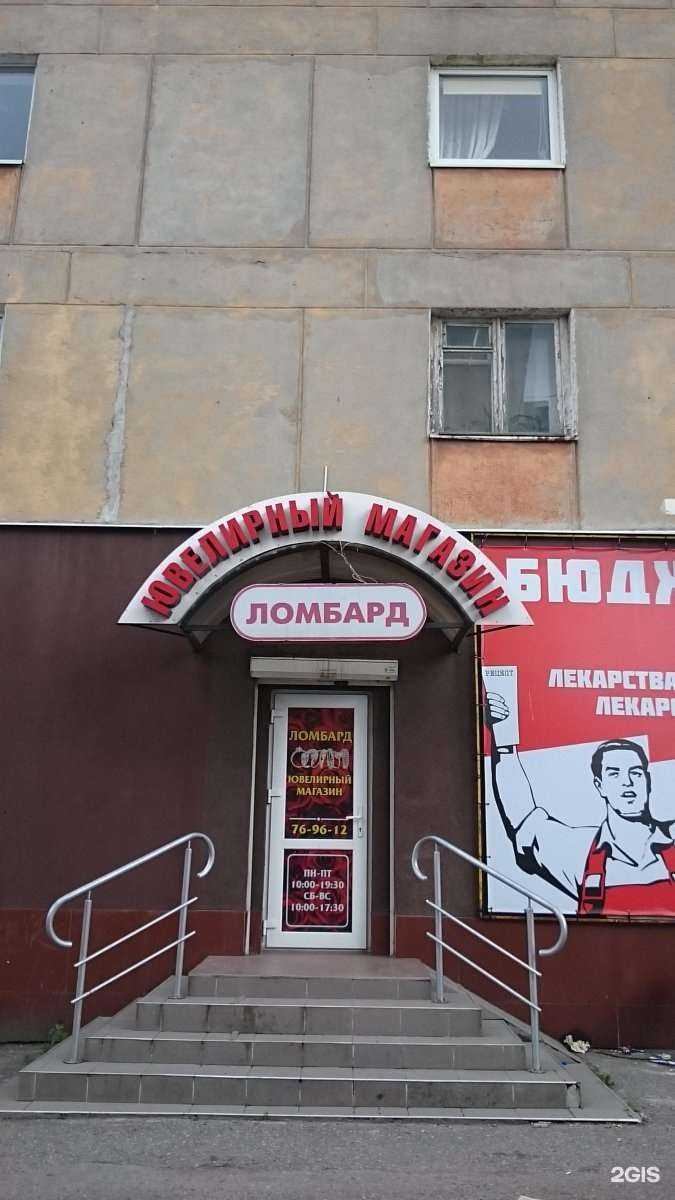 ЮВЕЛИРНЫЙ МАГАЗИН
ЛОМБАРД
ЛОМБАРД
ЮВЕЛИРНЫЙ
МАГАЗИН
76-96-12
ПН-ПТ
10:00-19:30
СБ-ВС
10:00-17:30
БЮДЖ
ЛЕКАРСТВА
ЛЕКАР
РЕЦЕПТ
2GIS